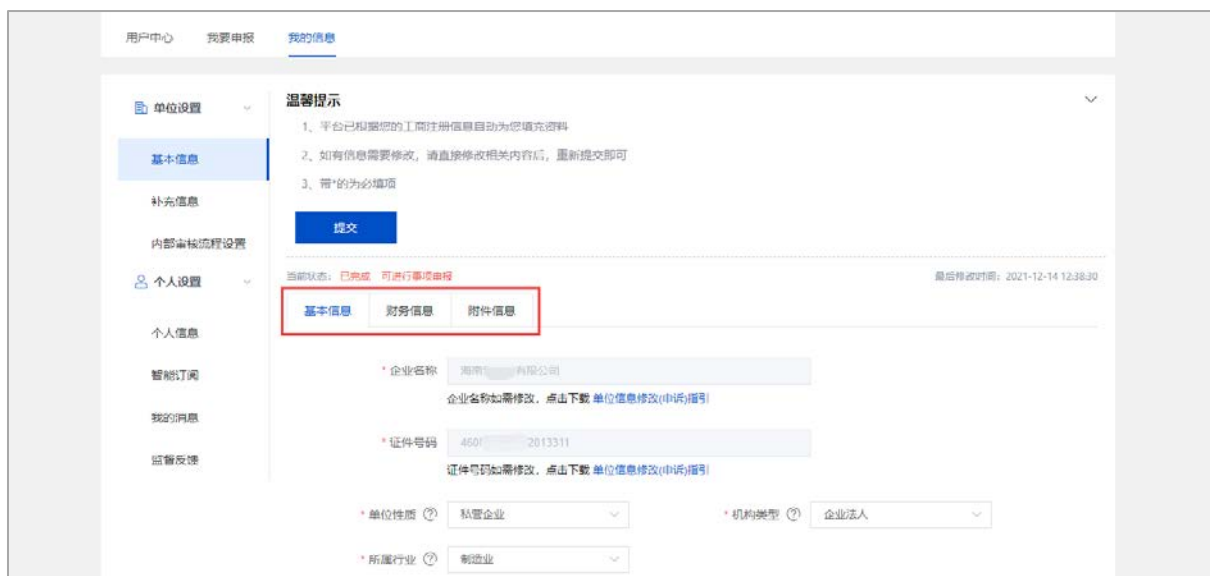 用户中心 我要申报 我的信息
单位设置
基本信息
补充信息
内部审核流程设置
个人设置
个人信息
智能订阅
我的消息
监督反馈
温馨提示
1、平台已根据您的工商注册信息自动为您填充资料
2、如有信息需要修改，请直接修改相关内容后，重新提交即可
3、带*的为必填项
提交
当前状态：已完成 可进行事项申报 最后修改时间：2021-12-14 12:38:30
基本信息 财务信息 附件信息
* 企业名称 海南 有限公司
企业名称如需修改，点击下载 单位信息修改(申诉)指引
* 证件号码 460 2013311
证件号码如需修改，点击下载 单位信息修改(申诉)指引
* 单位性质 ? 私营企业 * 机构类型 ? 企业法人
* 所属行业 ? 制造业